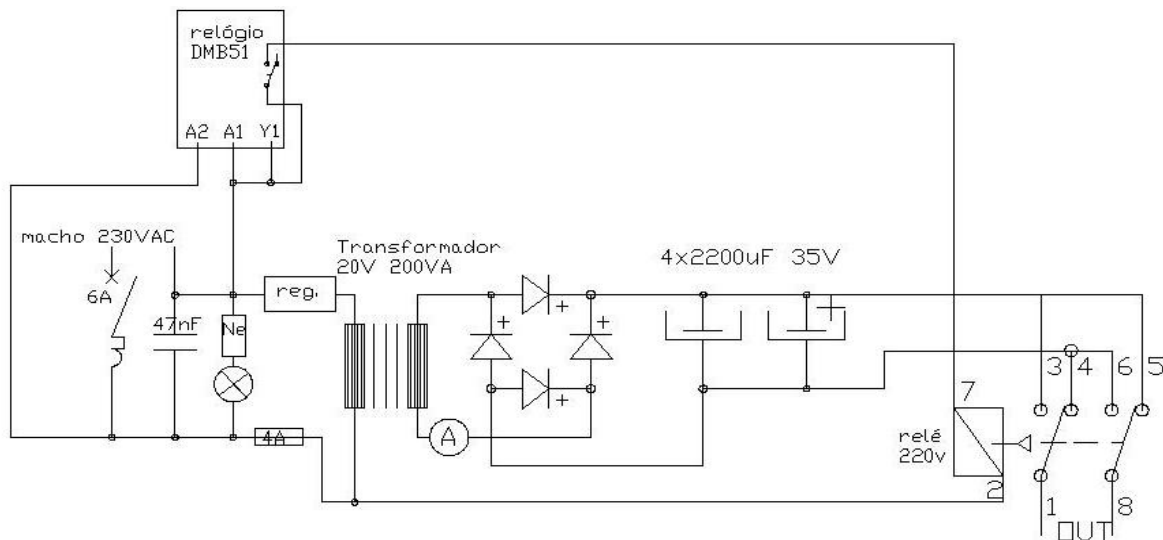 relógio
DMB51
A2 A1 Y1
macho 230VAC
6A
47nF
Ne
reg.
Transformador
20V 200VA
4A
A
+
+
+
+
4x2200uF 35V
+
3 4 6 5
7
relé
220v
2
1 8
OUT